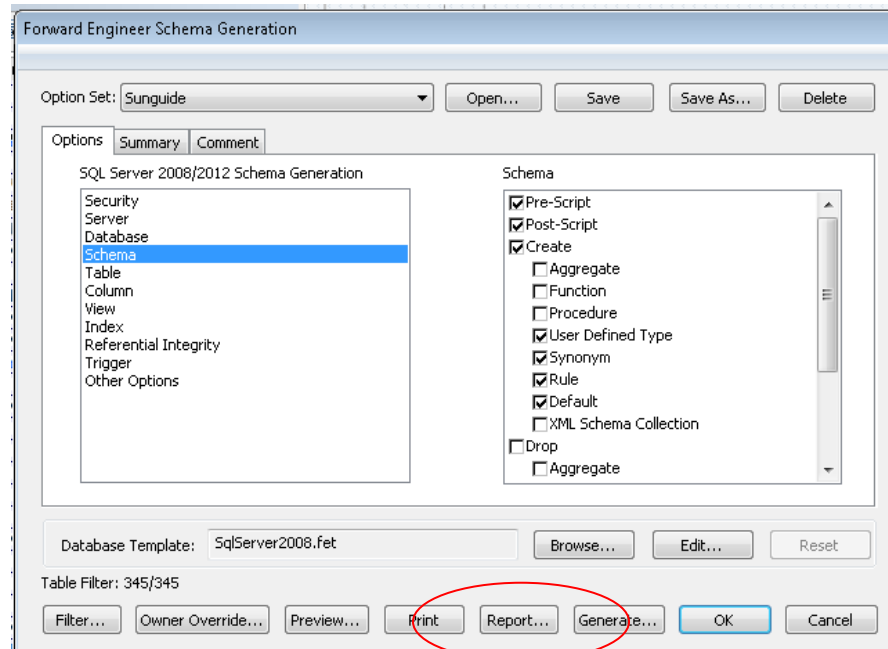 Forward Engineer Schema Generation
Option Set: Sunguide Open... Save Save As... Delete
Options Summary Comment
SQL Server 2008/2012 Schema Generation
Security
Server
Database
Schema
Table
Column
View
Index
Referential Integrity
Trigger
Other Options
Schema
Pre-Script
Post-Script
Create
Aggregate
Function
Procedure
User Defined Type
Synonym
Rule
Default
XML Schema Collection
Drop
Aggregate
Database Template: SqlServer2008.fet Browse... Edit... Reset
Table Filter: 345/345
Filter... Owner Override... Preview... Print Report... Generate... OK Cancel